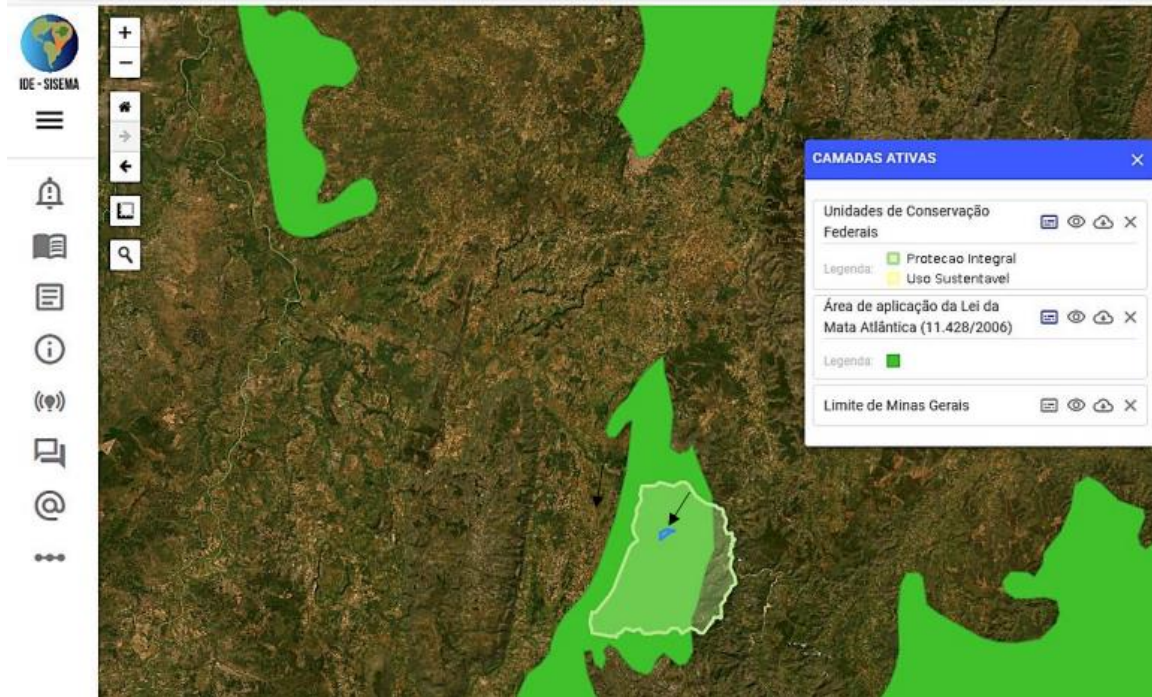 IDE - SISEMA
CAMADAS ATIVAS
Unidades de Conservação
Federais
Legenda:
Protecao Integral
Uso Sustentavel
Área de aplicação da Lei da
Mata Atlântica (11.428/2006)
Legenda:
Limite de Minas Gerais